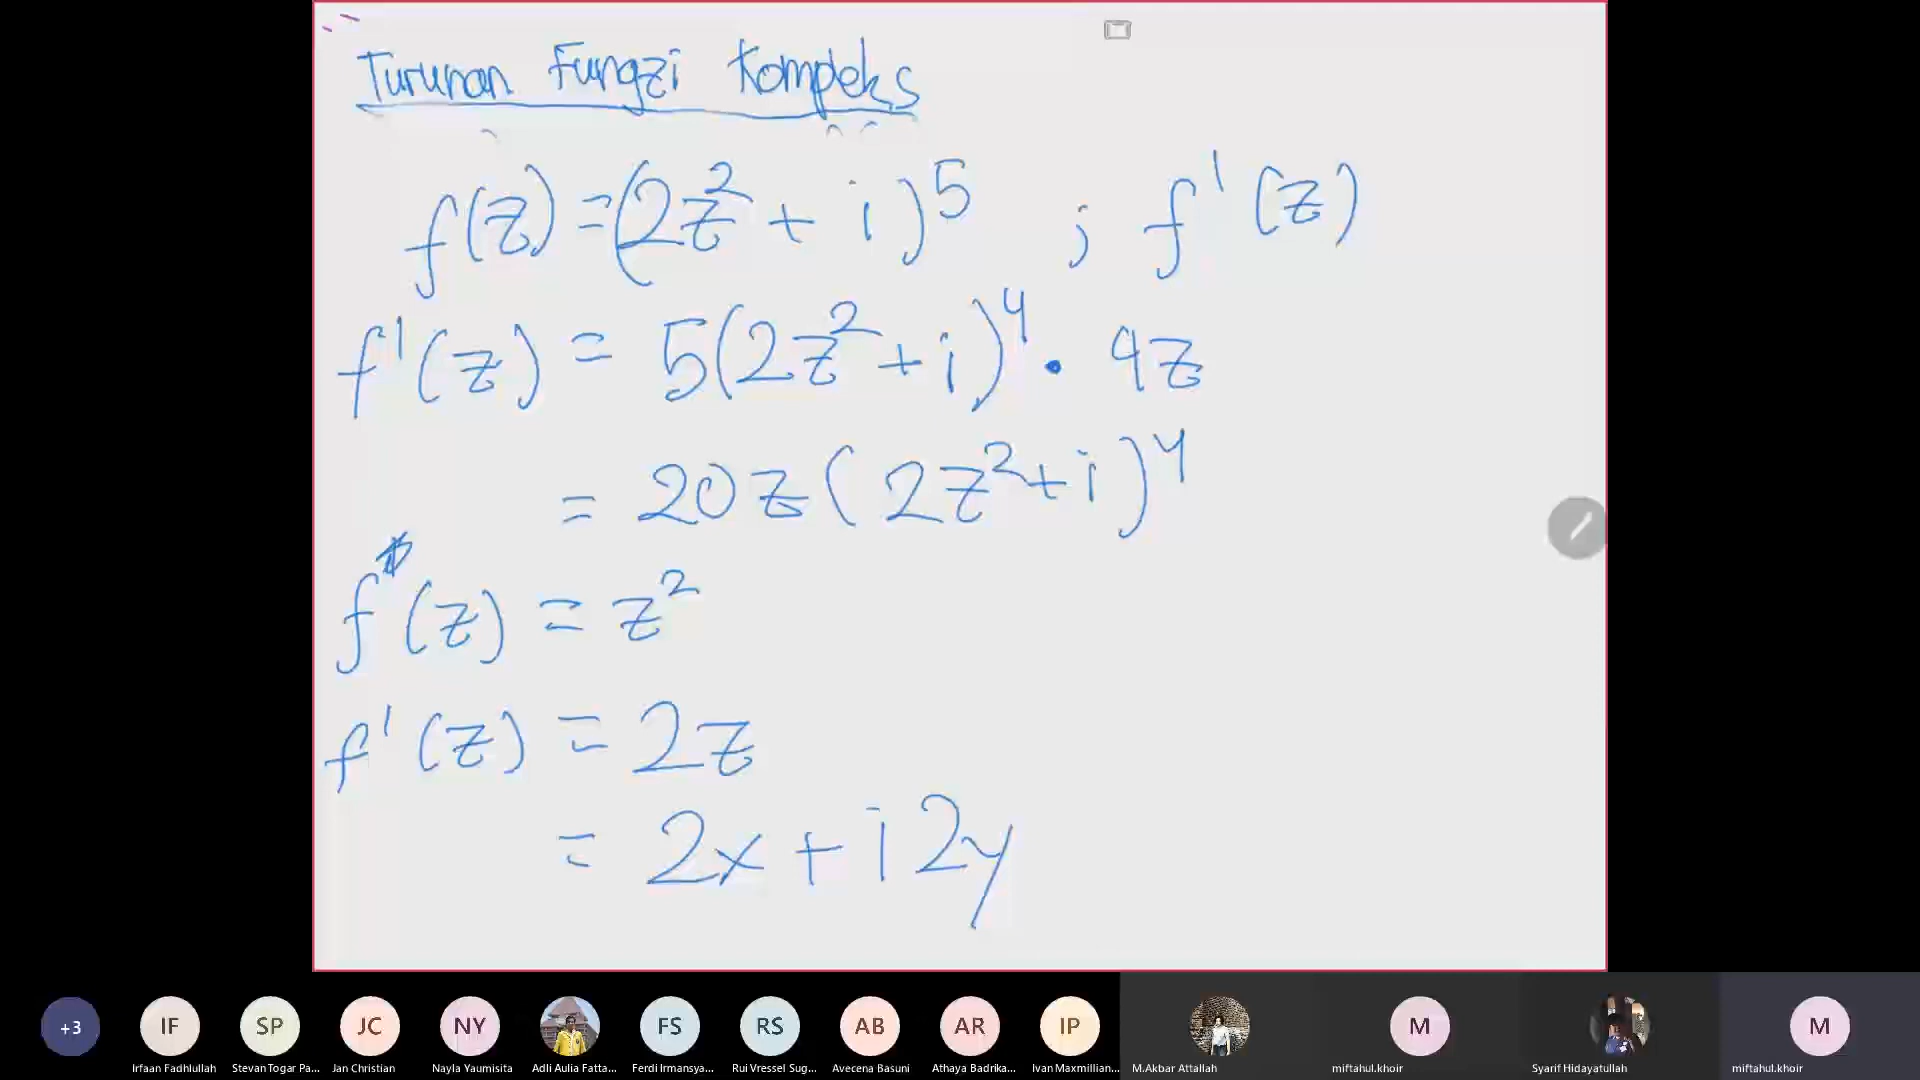 Turunan Fungzi Kompleks
f(z) = (2z² + i)⁵ ; f'(z)
f'(z) = 5(2z² + i)⁴ • 4z
= 20z (2z² + i)⁴
f(z) = z²
f'(z) = 2z
= 2x + i 2y
+3
IF
SP
JC
NY
FS
RS
AB
AR
IP
M
M
Irfaan Fadhlullah
Stevan Togar Pa...
Jan Christian
Nayla Yaumisita
Adli Aulia Fatta...
Ferdi Irmansya...
Rui Vressel Sug...
Avecena Basuni
Athaya Badrika...
Ivan Maxmillian...
M.Akbar Attallah
miftahul.khoir
Syarif Hidayatullah
miftahul.khoir